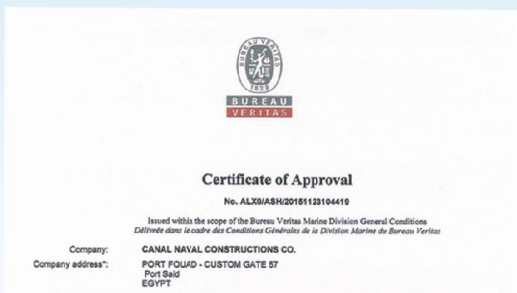 BUREAU VERITAS
1828
BUREAU
VERITAS
Certificate of Approval
No. ALX0/ASH/20151123104419
Issued within the scope of the Bureau Veritas Marine Division General Conditions
Délivrée dans le cadre des Conditions Générales de la Division Marine du Bureau Veritas
Company: CANAL NAVAL CONSTRUCTIONS CO.
Company address*: PORT FOUAD - CUSTOM GATE 57
Port Said
EGYPT